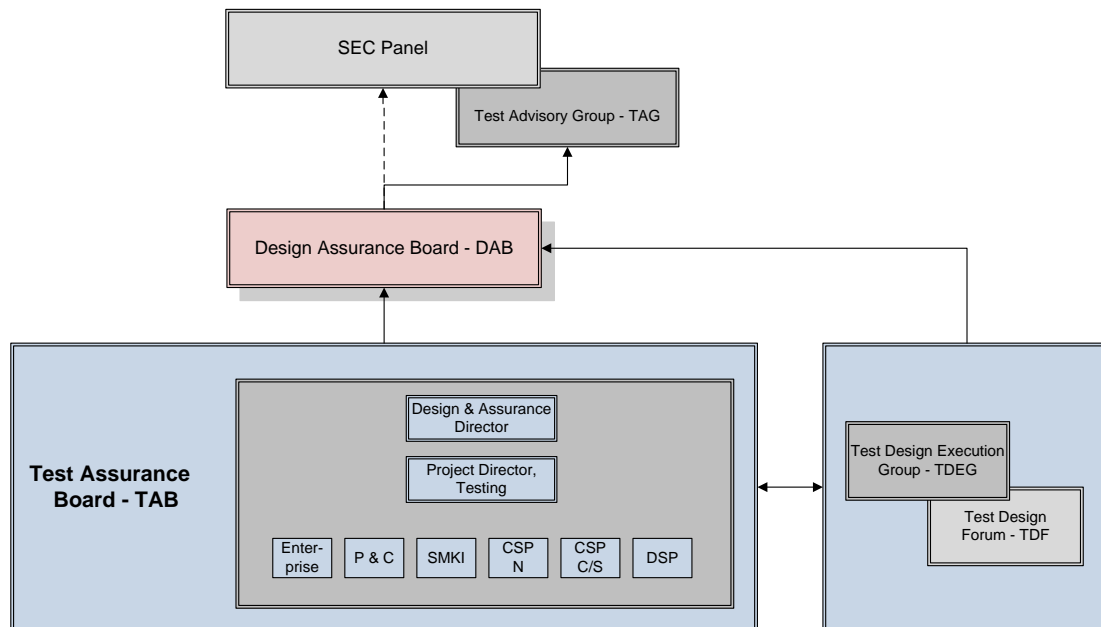 SEC Panel
Test Advisory Group - TAG
Design Assurance Board - DAB
Test Assurance
Board - TAB
Design & Assurance
Director
Project Director,
Testing
Enter-
prise
P & C
SMKI
CSP
N
CSP
C/S
DSP
Test Design Execution
Group - TDEG
Test Design
Forum - TDF